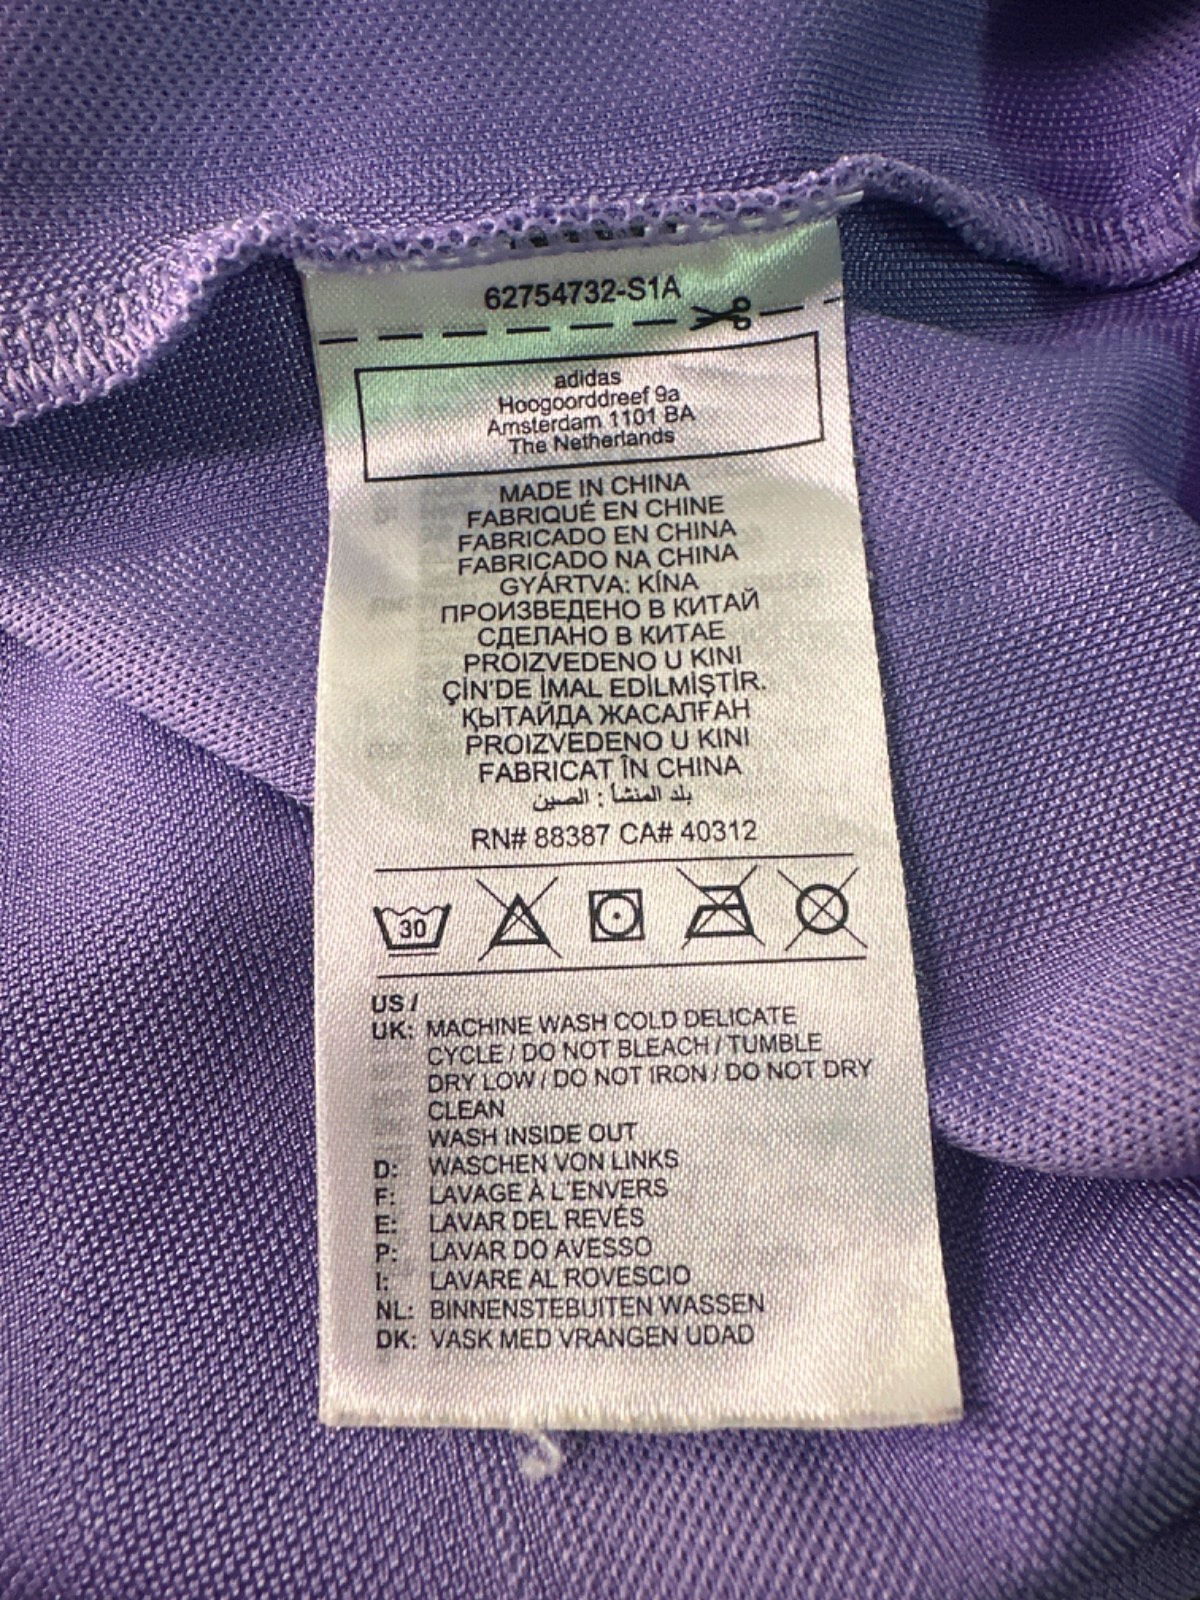 62754732-S1A
adidas
Hoogoorddreef 9a
Amsterdam 1101 BA
The Netherlands
MADE IN CHINA
FABRIQUÉ EN CHINE
FABRICADO EN CHINA
FABRICADO NA CHINA
GYÁRTVA: KÍNA
ПРОИЗВЕДЕНО В КИТАЙ
СДЕЛАНО В КИТАЕ
PROIZVEDENO U KINI
ÇİN'DE İMAL EDİLMİŞTİR.
ҚЫТАЙДА ЖАСАЛҒАН
PROIZVEDENO U KINI
FABRICAT ÎN CHINA
بلد المنشأ : الصين
RN# 88387 CA# 40312
30
US /
UK: MACHINE WASH COLD DELICATE
CYCLE / DO NOT BLEACH / TUMBLE
DRY LOW / DO NOT IRON / DO NOT DRY
CLEAN
WASH INSIDE OUT
D: WASCHEN VON LINKS
F: LAVAGE À L'ENVERS
E: LAVAR DEL REVÉS
P: LAVAR DO AVESSO
I: LAVARE AL ROVESCIO
NL: BINNENSTEBUITEN WASSEN
DK: VASK MED VRANGEN UDAD